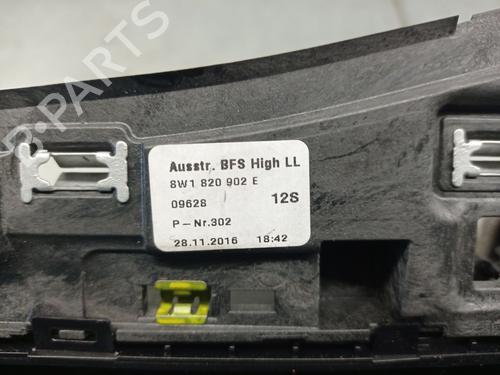 Ausstr. BFS High LL
8W1 820 902 E
09628 12S
P-Nr.302
28.11.2016 18:42
B-PARTS